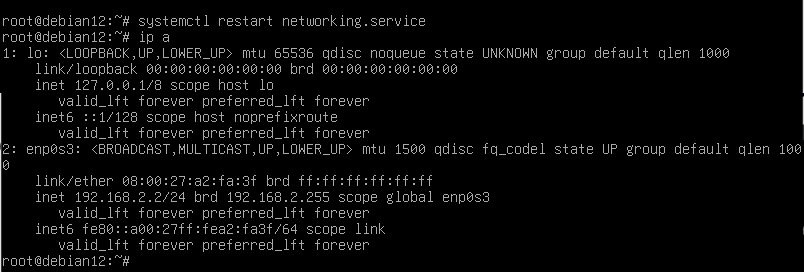 root@debian12:~# systemctl restart networking.service
root@debian12:~# ip a
1: lo: <LOOPBACK,UP,LOWER_UP> mtu 65536 qdisc noqueue state UNKNOWN group default qlen 1000
    link/loopback 00:00:00:00:00:00 brd 00:00:00:00:00:00
    inet 127.0.0.1/8 scope host lo
       valid_lft forever preferred_lft forever
    inet6 ::1/128 scope host noprefixroute
       valid_lft forever preferred_lft forever
2: enp0s3: <BROADCAST,MULTICAST,UP,LOWER_UP> mtu 1500 qdisc fq_codel state UP group default qlen 100
0
    link/ether 08:00:27:a2:fa:3f brd ff:ff:ff:ff:ff:ff
    inet 192.168.2.2/24 brd 192.168.2.255 scope global enp0s3
       valid_lft forever preferred_lft forever
    inet6 fe80::a00:27ff:fea2:fa3f/64 scope link
       valid_lft forever preferred_lft forever
root@debian12:~#